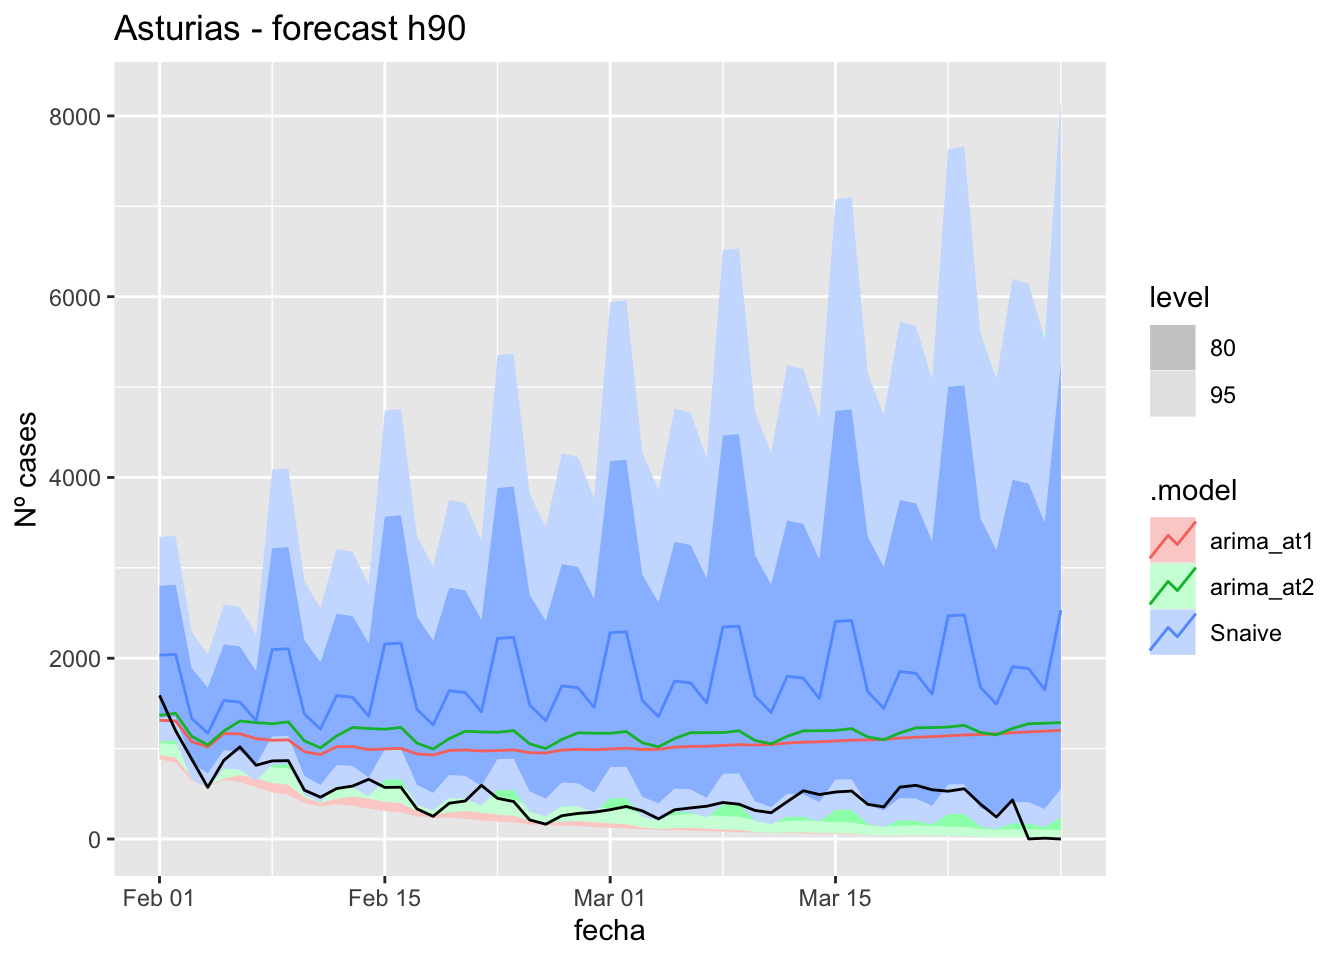 Asturias - forecast h90
8000
6000
4000
2000
0
Nº cases
Feb 01
Feb 15
Mar 01
Mar 15
fecha
level
80
95
.model
arima_at1
arima_at2
Snaive